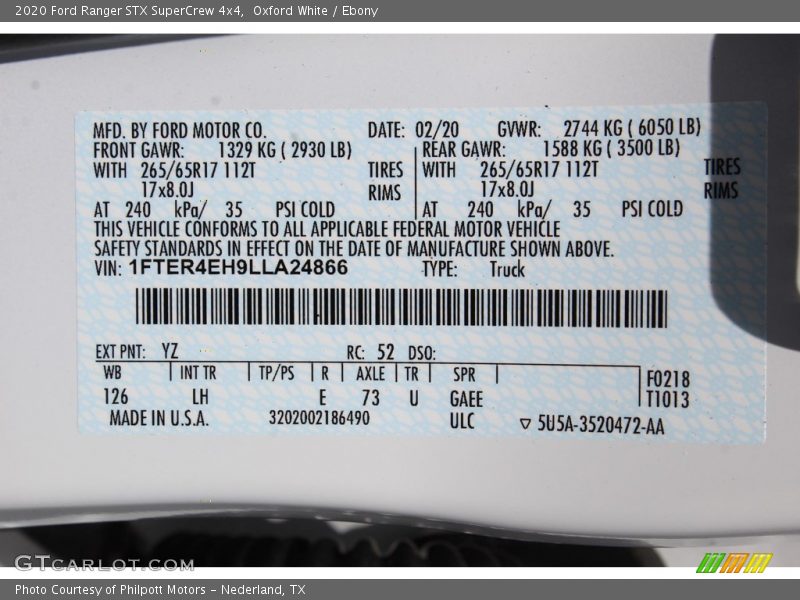 2020 Ford Ranger STX SuperCrew 4x4, Oxford White / Ebony
MFD. BY FORD MOTOR CO. DATE: 02/20 GVWR: 2744 KG ( 6050 LB)
FRONT GAWR: 1329 KG ( 2930 LB) REAR GAWR: 1588 KG ( 3500 LB)
WITH 265/65R17 112T TIRES WITH 265/65R17 112T TIRES
17x8.0J RIMS 17x8.0J RIMS
AT 240 kPa/ 35 PSI COLD AT 240 kPa/ 35 PSI COLD
THIS VEHICLE CONFORMS TO ALL APPLICABLE FEDERAL MOTOR VEHICLE
SAFETY STANDARDS IN EFFECT ON THE DATE OF MANUFACTURE SHOWN ABOVE.
VIN: 1FTER4EH9LLA24866 TYPE: Truck
EXT PNT: YZ RC: 52 DSO:
WB INT TR TP/PS R AXLE TR SPR F0218
126 LH E 73 U GAEE T1013
MADE IN U.S.A. 3202002186490 ULC ▽ 5U5A-3520472-AA
GTCARLOT.COM
Photo Courtesy of Philpott Motors - Nederland, TX